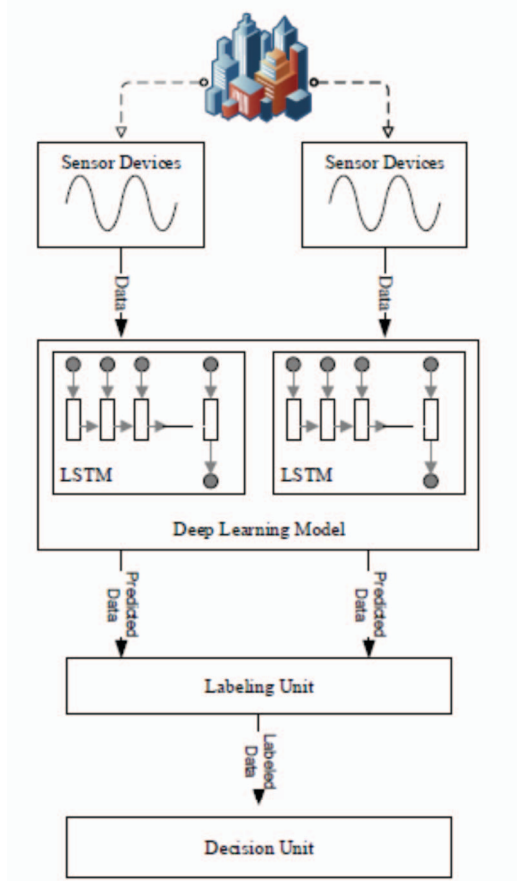 Sensor Devices
Sensor Devices
Data
Data
LSTM
LSTM
Deep Learning Model
Predicted
Data
Predicted
Data
Labeling Unit
Labeled
Data
Decision Unit